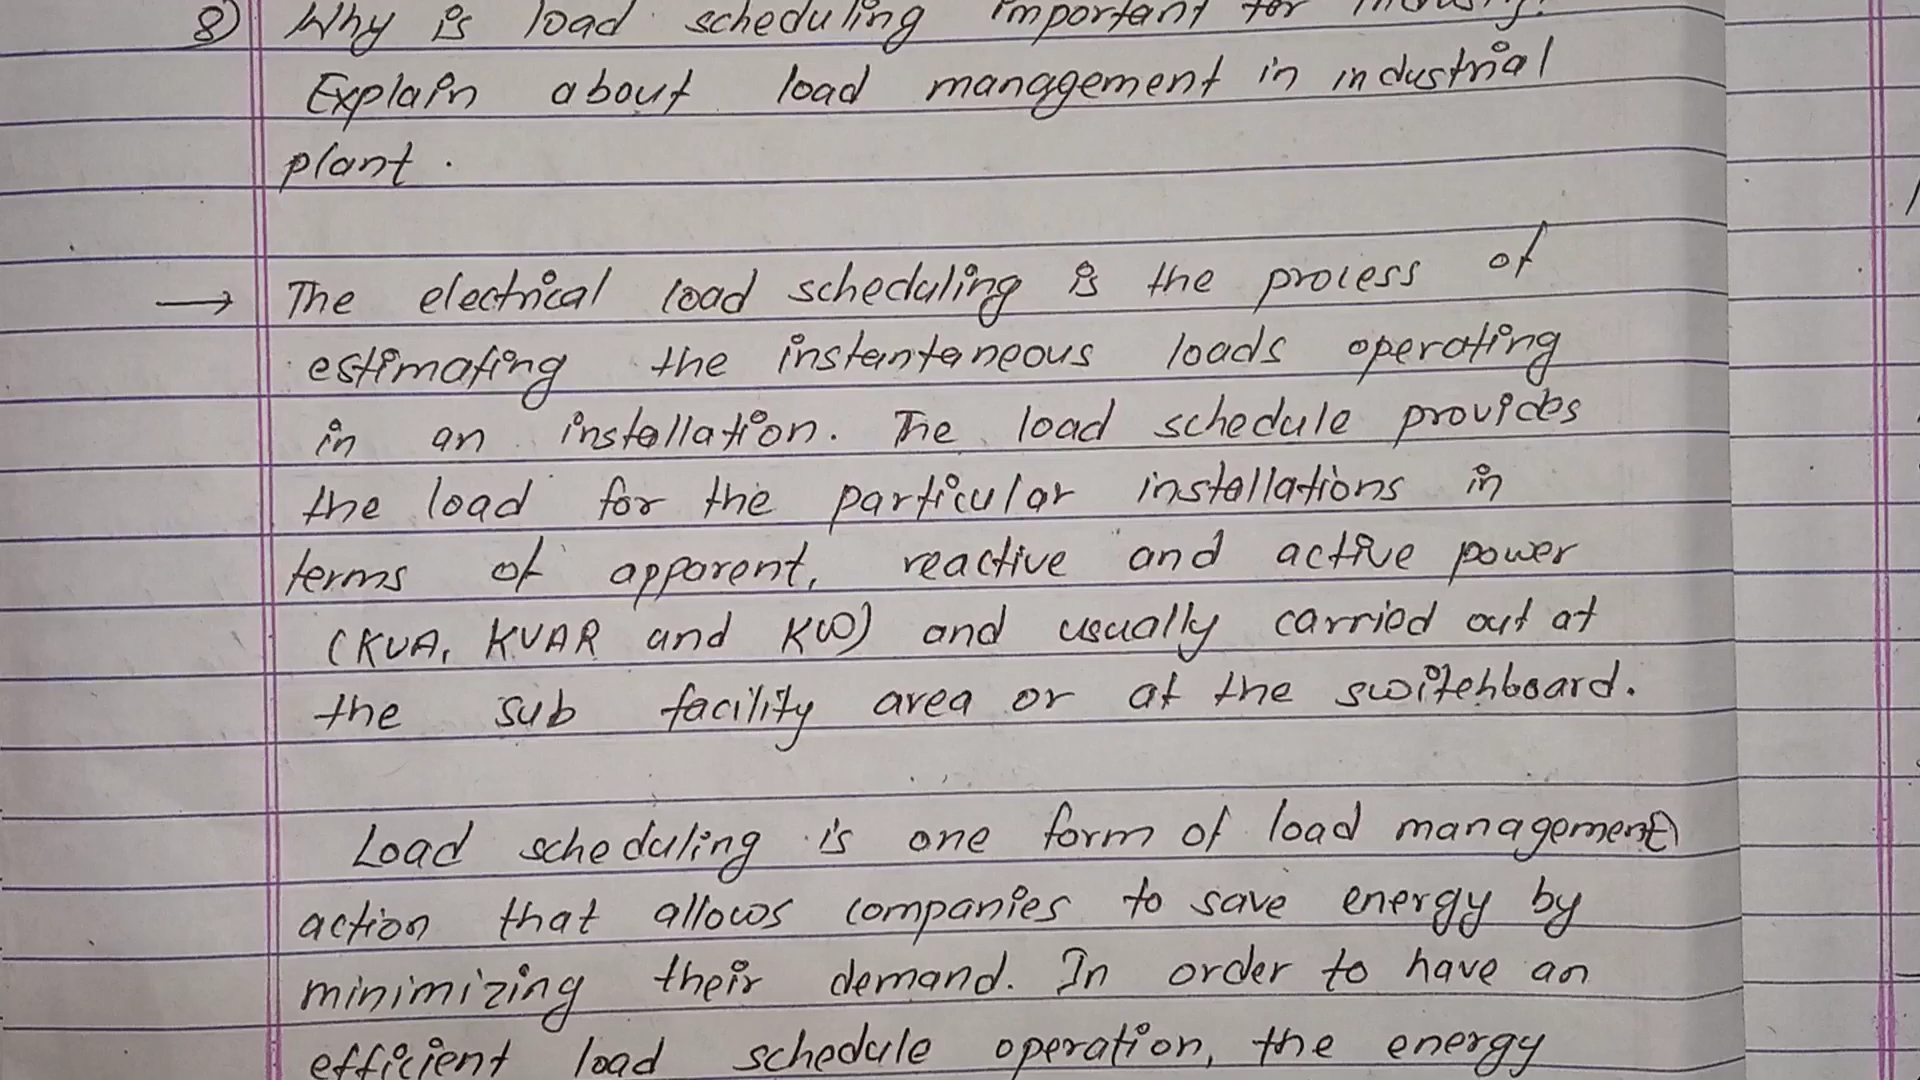 8) Why is load scheduling important for industry?
Explain about load management in industrial
plant.
→ The electrical load scheduling is the process of
estimating the instenteneous loads operating
in an installation. The load schedule provides
the load for the particular installations in
terms of apparent, reactive and active power
(KVA, KVAR and KW) and usually carried out at
the sub facility area or at the switchboard.
Load scheduling is one form of load management
action that allows companies to save energy by
minimizing their demand. In order to have an
efficient load schedule operation, the energy